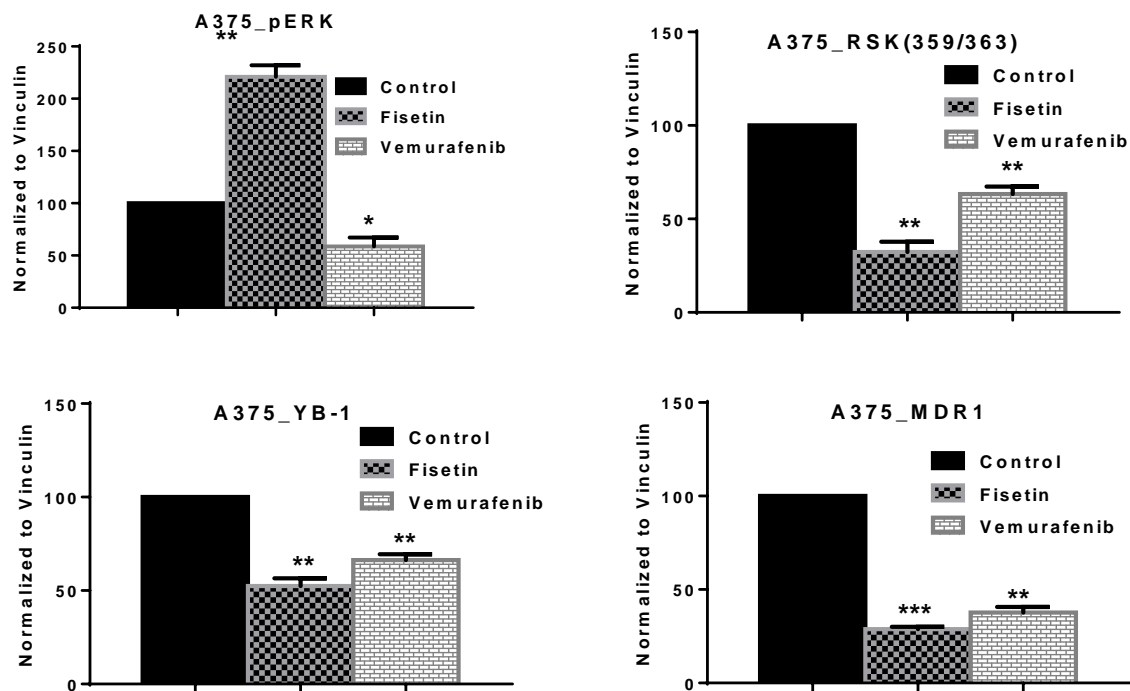 A375_pERK
**
250
200
150
100
50
0
Normalized to Vinculin
Control
Fisetin
Vemurafenib
*
A375_RSK(359/363)
150
100
50
0
Normalized to Vinculin
Control
Fisetin
Vemurafenib
**
**
A375_YB-1
150
100
50
0
Normalized to Vinculin
Control
Fisetin
Vemurafenib
**
**
A375_MDR1
150
100
50
0
Normalized to Vinculin
Control
Fisetin
Vemurafenib
***
**